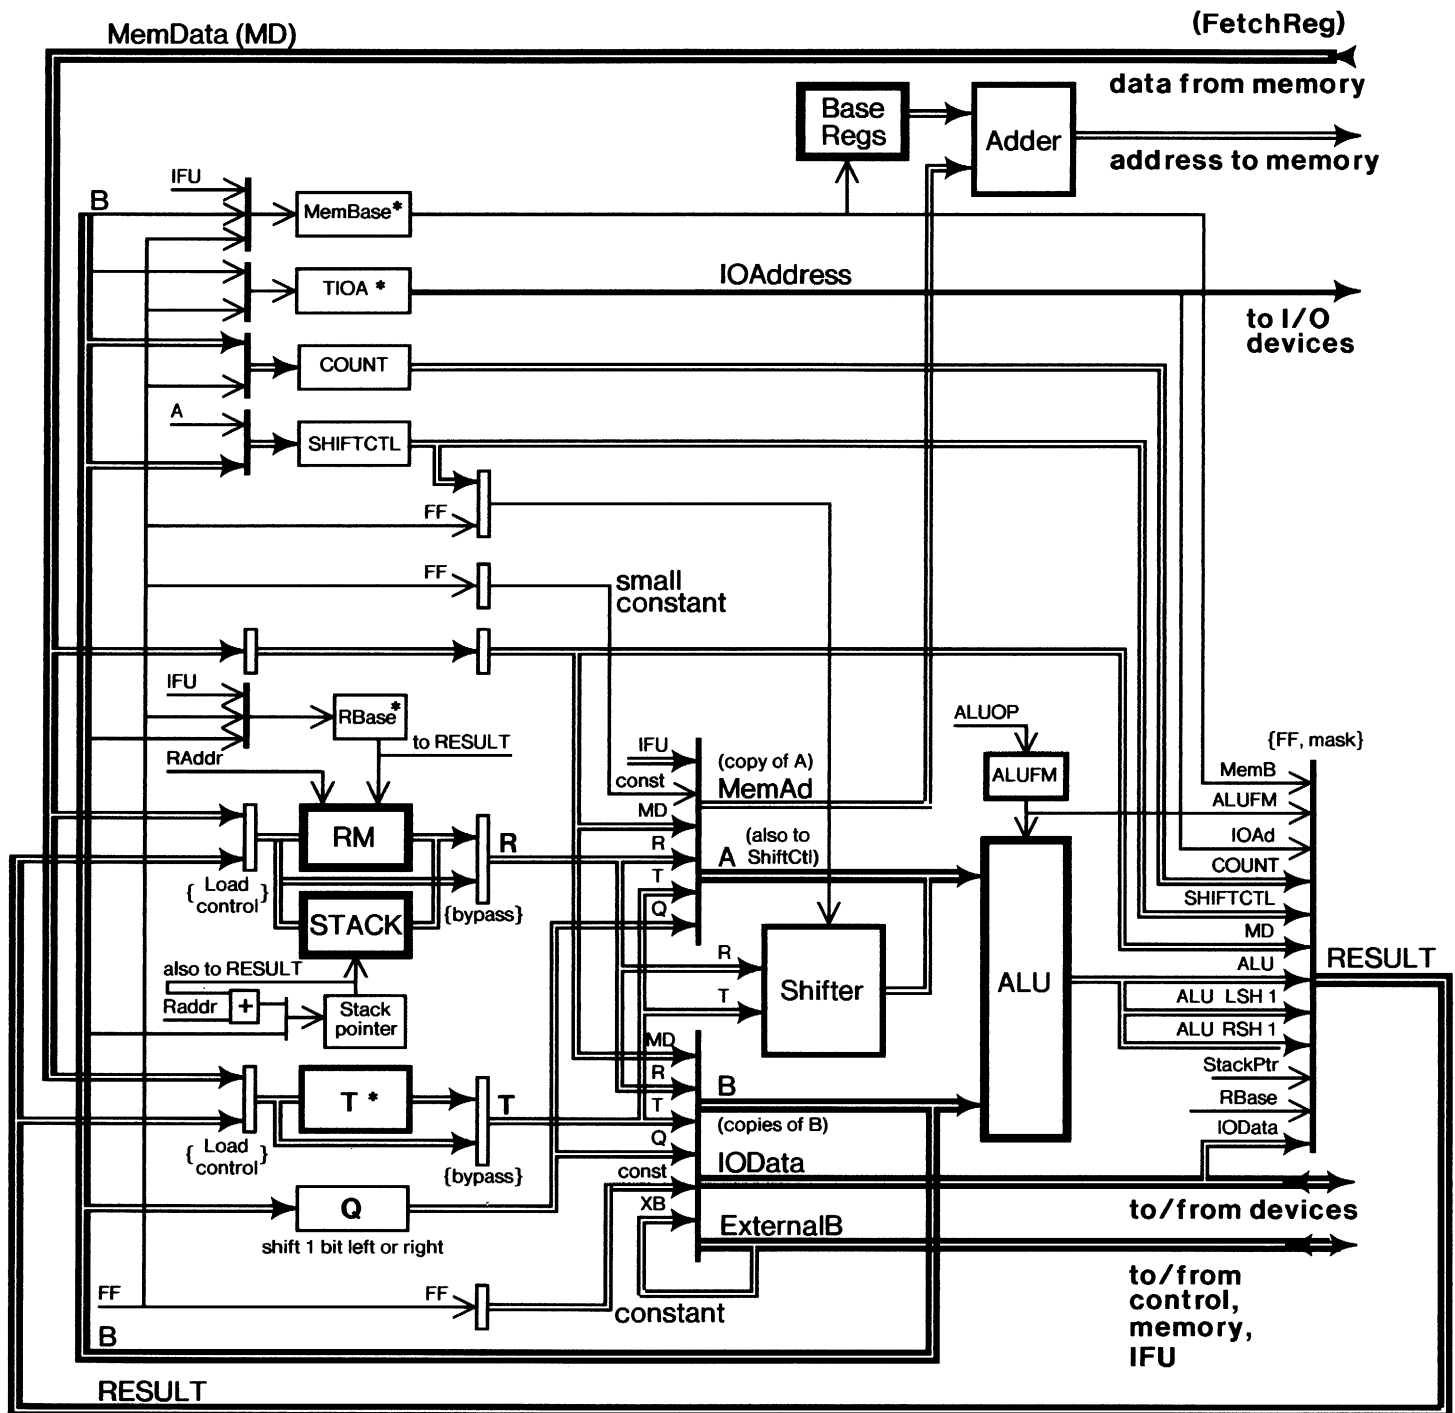 MemData (MD)
(FetchReg)
data from memory
Base
Regs
Adder
address to memory
IFU
B
MemBase*
TIOA *
IOAddress
to I/O
devices
COUNT
A
SHIFTCTL
FF
FF
small
constant
IFU
RBase*
to RESULT
RAddr
ALUOP
{FF, mask}
IFU
(copy of A)
const
MemAd
ALUFM
MemB
ALUFM
MD
IOAd
RM
R
R
A
(also to
ShiftCtl)
COUNT
{ Load
control }
T
SHIFTCTL
STACK
{bypass}
Q
MD
also to RESULT
R
Shifter
ALU
ALU
RESULT
Raddr
+
Stack
pointer
T
ALU LSH 1
ALU RSH 1
MD
StackPtr
R
B
T *
T
T
(copies of B)
RBase
{ Load
control }
{bypass}
Q
IOData
IOData
const
Q
XB
to/from devices
shift 1 bit left or right
ExternalB
FF
FF
constant
to/from
control,
memory,
IFU
B
RESULT